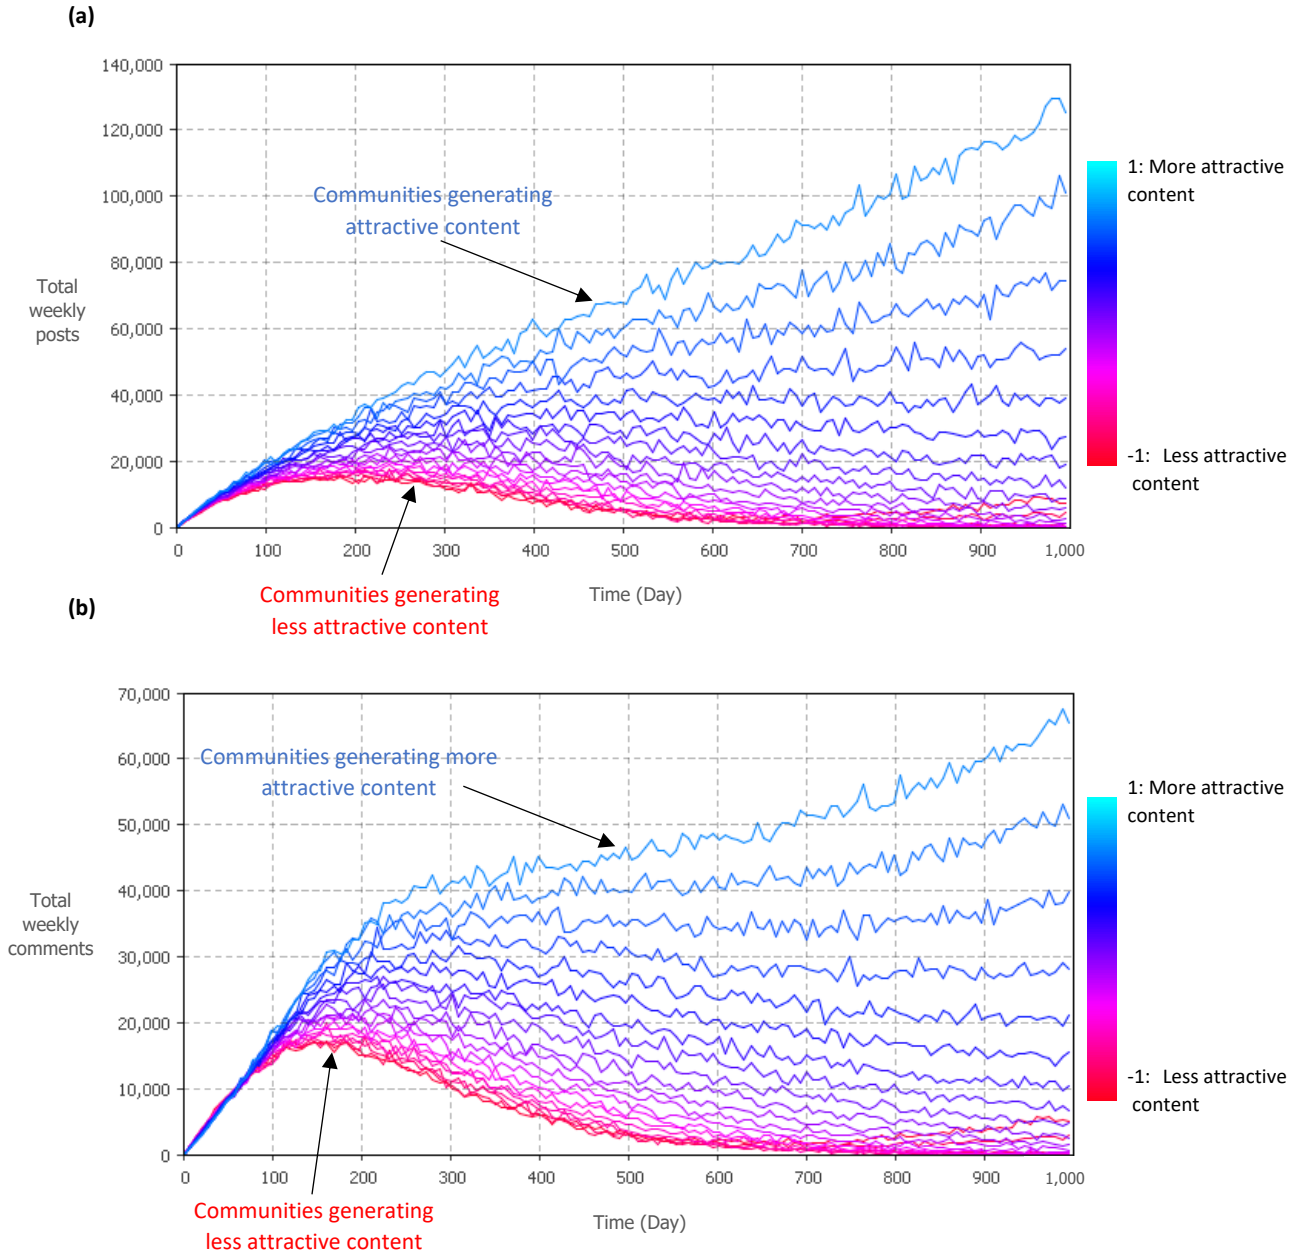 (a)
140,000
120,000
100,000
80,000
60,000
40,000
20,000
0
Total
weekly
posts
Communities generating
attractive content
1: More attractive
content
-1: Less attractive
content
0 100 200 300 400 500 600 700 800 900 1,000
Time (Day)
Communities generating
less attractive content
(b)
70,000
60,000
50,000
40,000
30,000
20,000
10,000
0
Total
weekly
comments
Communities generating more
attractive content
1: More attractive
content
-1: Less attractive
content
0 100 200 300 400 500 600 700 800 900 1,000
Time (Day)
Communities generating
less attractive content